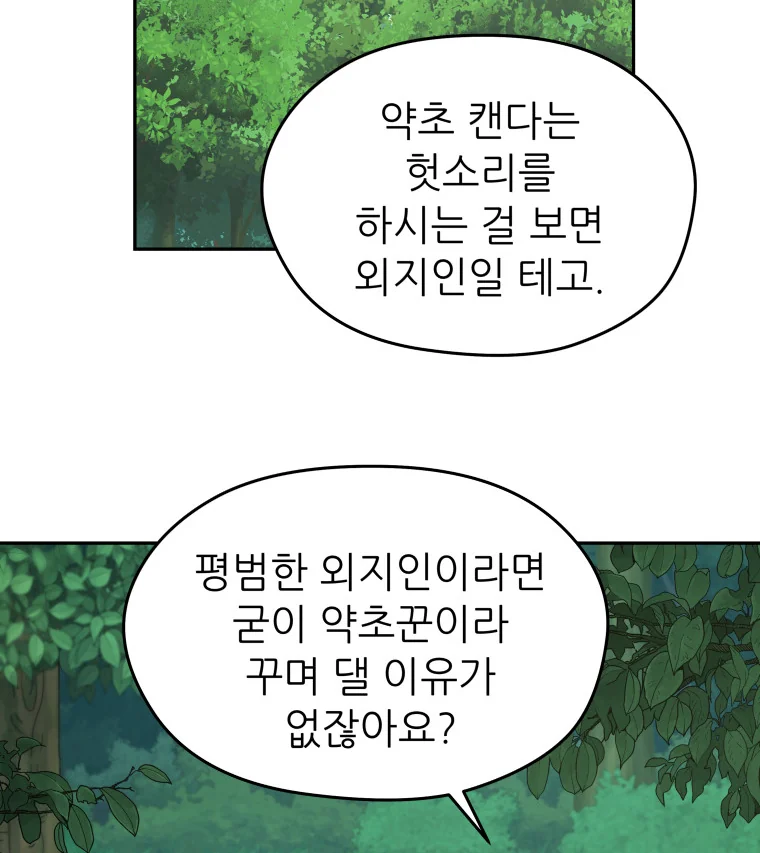 약초 캔다는
헛소리를
하시는 걸 보면
외지인일 테고.
평범한 외지인이라면
굳이 약초꾼이라
꾸며 댈 이유가
없잖아요?